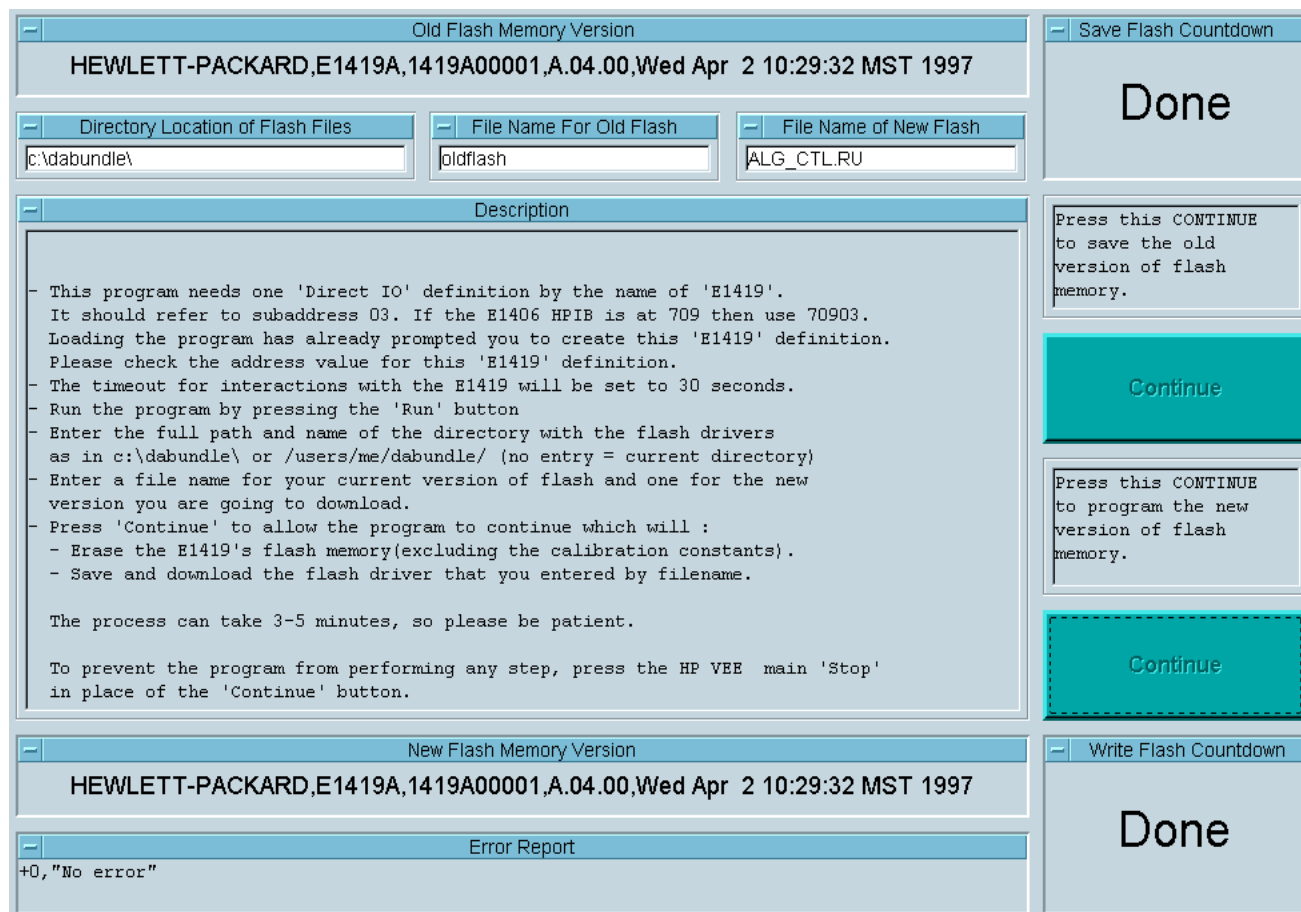 Old Flash Memory Version
HEWLETT-PACKARD,E1419A,1419A00001,A.04.00,Wed Apr  2 10:29:32 MST 1997
Save Flash Countdown
Done
Directory Location of Flash Files
c:\dabundle\
File Name For Old Flash
oldflash
File Name of New Flash
ALG_CTL.RU
Description
- This program needs one 'Direct IO' definition by the name of 'E1419'.
It should refer to subaddress 03. If the E1406 HPIB is at 709 then use 70903.
Loading the program has already prompted you to create this 'E1419' definition.
Please check the address value for this 'E1419' definition.
- The timeout for interactions with the E1419 will be set to 30 seconds.
- Run the program by pressing the 'Run' button
- Enter the full path and name of the directory with the flash drivers
as in c:\dabundle\ or /users/me/dabundle/ (no entry = current directory)
- Enter a file name for your current version of flash and one for the new
version you are going to download.
- Press 'Continue' to allow the program to continue which will :
- Erase the E1419's flash memory(excluding the calibration constants).
- Save and download the flash driver that you entered by filename.
The process can take 3-5 minutes, so please be patient.
To prevent the program from performing any step, press the HP VEE  main 'Stop'
in place of the 'Continue' button.
Press this CONTINUE
to save the old
version of flash
memory.
Continue
Press this CONTINUE
to program the new
version of flash
memory.
Continue
New Flash Memory Version
HEWLETT-PACKARD,E1419A,1419A00001,A.04.00,Wed Apr  2 10:29:32 MST 1997
Write Flash Countdown
Done
Error Report
+0,"No error"